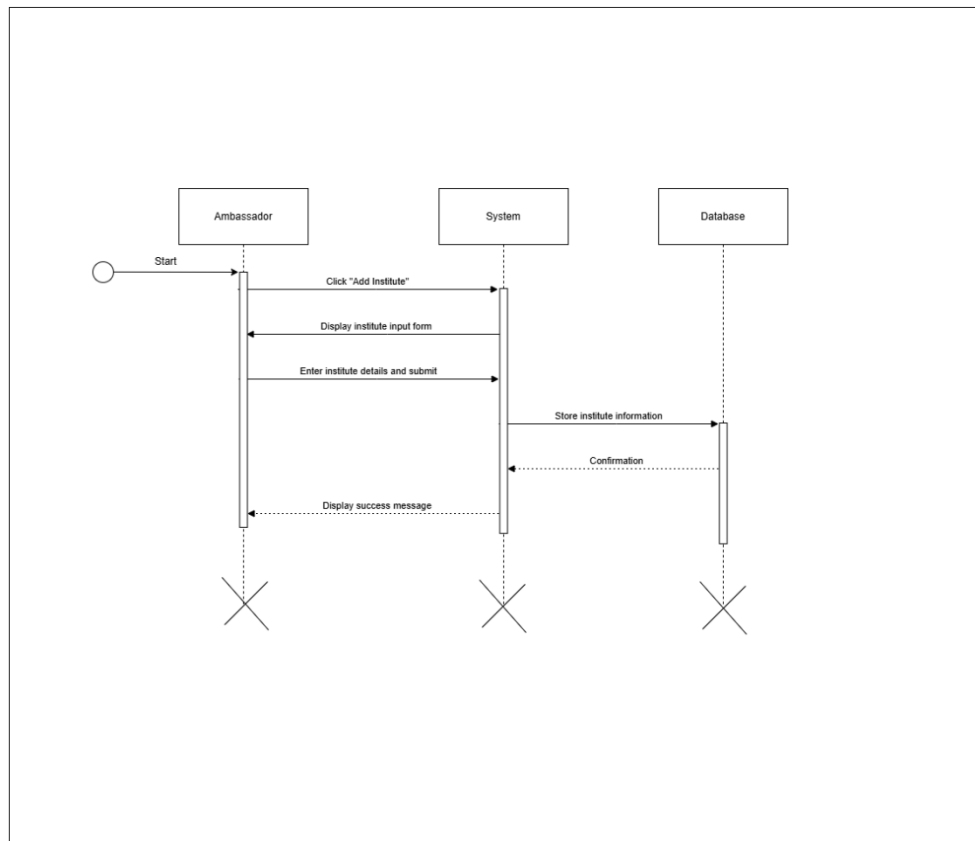 Ambassador
System
Database
Start
Click "Add Institute"
Display institute input form
Enter institute details and submit
Store institute information
Confirmation
Display success message